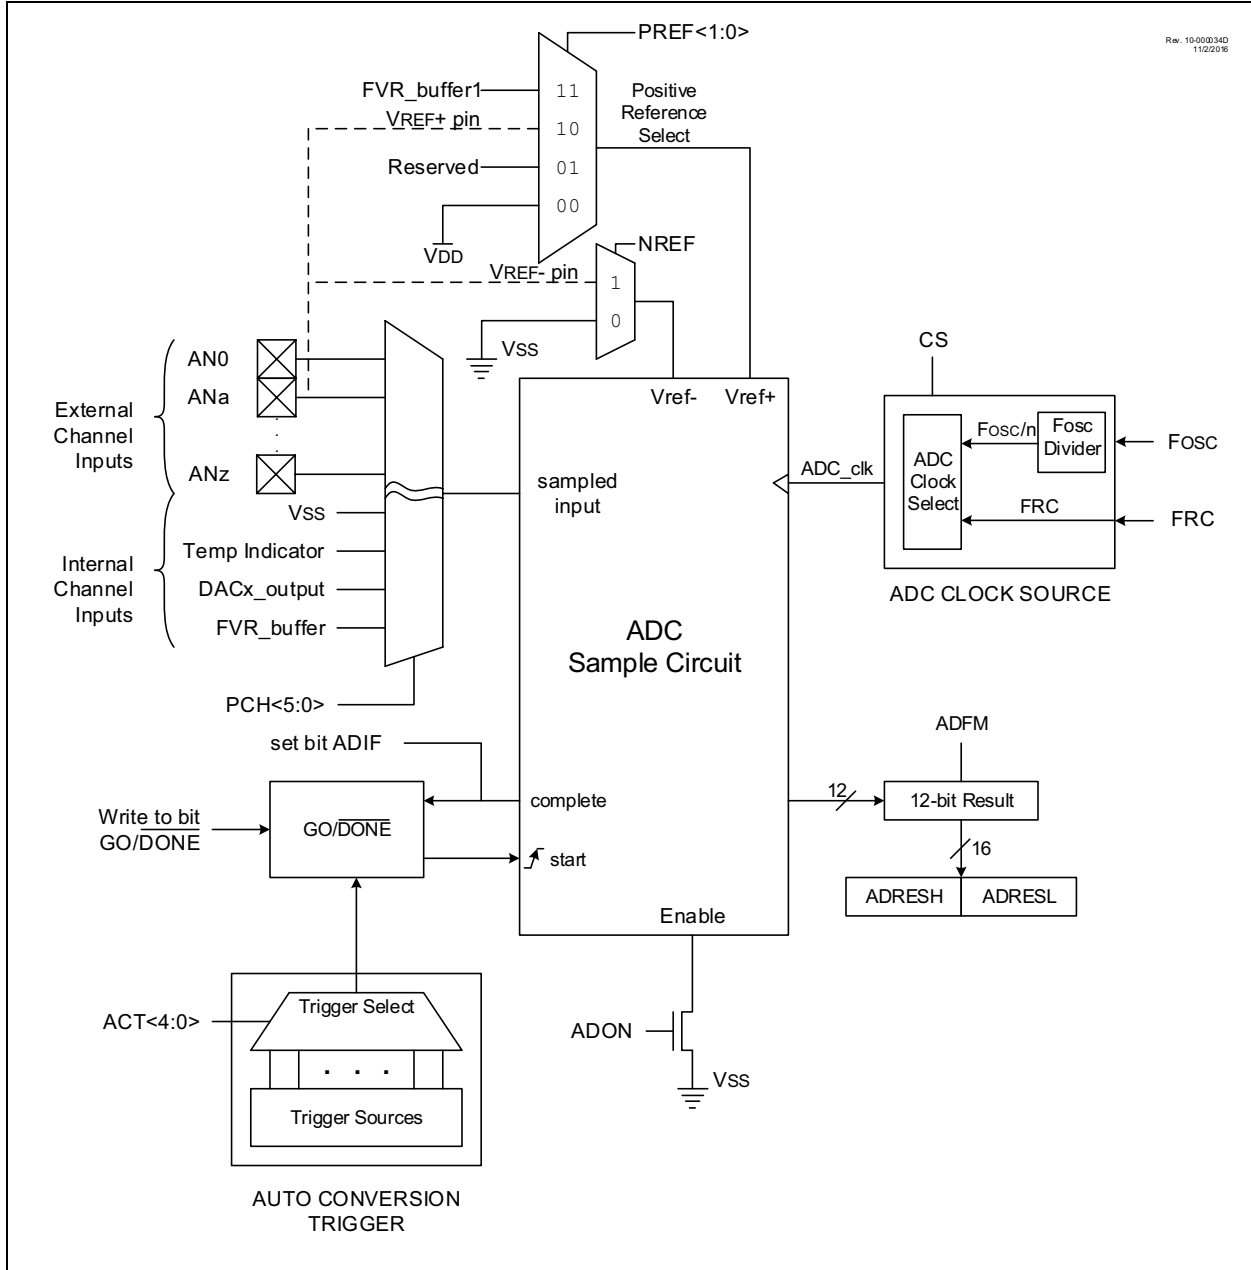 PREF<1:0>
Rev. 10-000034D
11/2/2016
FVR_buffer1
11
Positive
Reference
Select
VREF+ pin
10
Reserved
01
00
VDD
NREF
VREF- pin
1
0
VSS
AN0
ANa
ANz
External
Channel
Inputs
VSS
Temp Indicator
DACx_output
FVR_buffer
Internal
Channel
Inputs
PCH<5:0>
Vref-
Vref+
sampled
input
ADC
Sample Circuit
CS
ADC_clk
ADC
Clock
Select
FOSC/n
Fosc
Divider
FOSC
FRC
FRC
ADC CLOCK SOURCE
set bit ADIF
complete
Write to bit
GO/DONE
GO/DONE
start
Enable
12
ADFM
12-bit Result
16
ADRESH
ADRESL
ADON
VSS
ACT<4:0>
Trigger Select
. . .
Trigger Sources
AUTO CONVERSION
TRIGGER